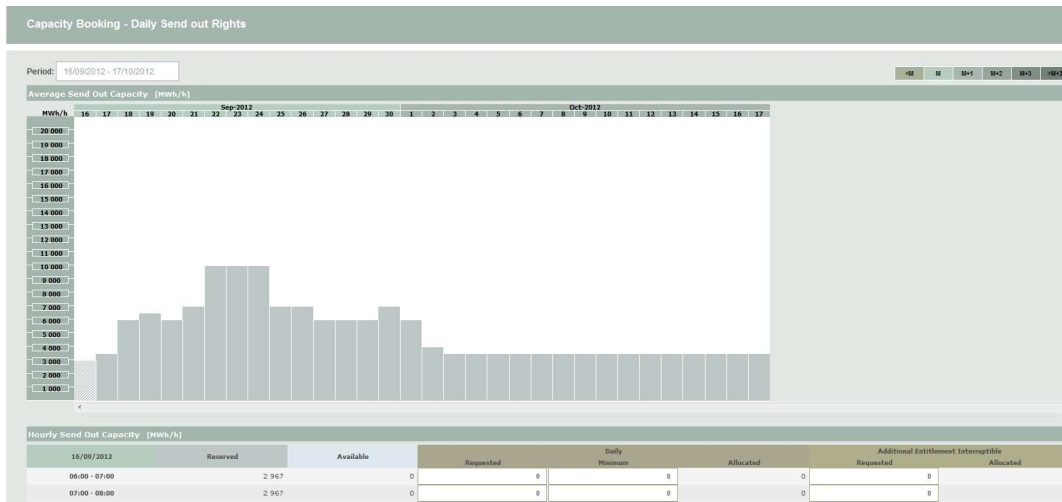 Capacity Booking - Daily Send out Rights
Period: 16/09/2012 - 17/10/2012
<M M M+1 M+2 M+3 >M+3
Average Send Out Capacity [MWh/h]
Sep-2012 Oct-2012
MWh/h 16 17 18 19 20 21 22 23 24 25 26 27 28 29 30 1 2 3 4 5 6 7 8 9 10 11 12 13 14 15 16 17
20 000
19 000
18 000
17 000
16 000
15 000
14 000
13 000
12 000
11 000
10 000
9 000
8 000
7 000
6 000
5 000
4 000
3 000
2 000
1 000
Hourly Send Out Capacity [MWh/h]
16/09/2012 Reserved Available Daily Additional Entitlement Interruptible
Requested Minimum Allocated Requested Allocated
06:00 - 07:00 2 967 0 0 0 0 0
07:00 - 08:00 2 967 0 0 0 0 0